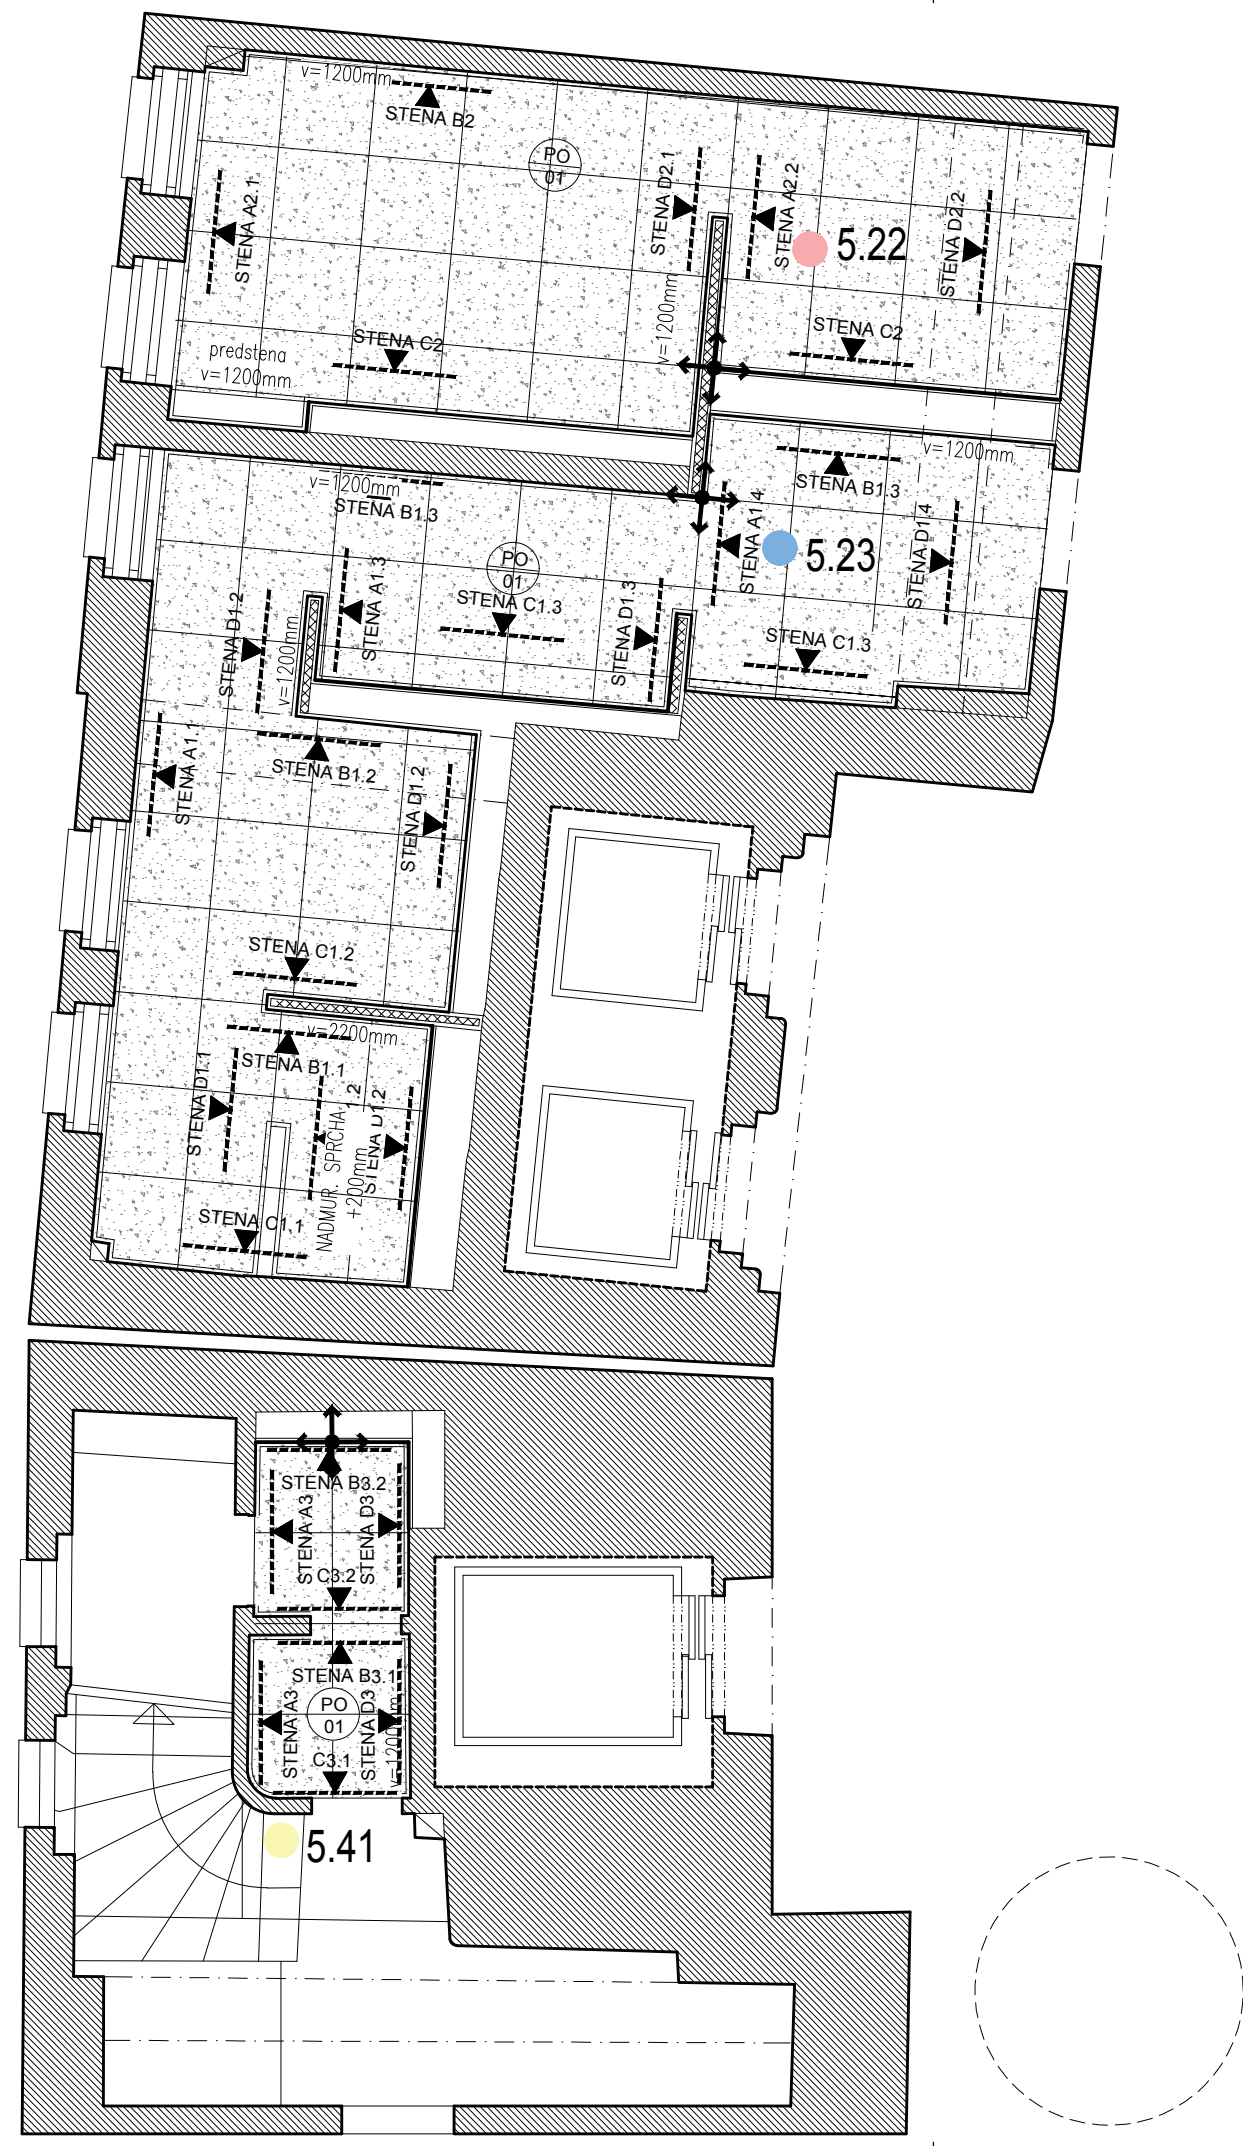 v=1200mm
STENA B2
PO
01
STENA D2.1
STENA A2.2
STENA A2.1
STENA D2.2
5.22
v=1200mm
STENA C2
STENA C2
predstena
v=1200mm
v=1200mm
v=1200mm
STENA B1.3
STENA B1.3
STENA A1.4
STENA D1.4
5.23
PO
01
STENA A1.3
STENA C1.3
STENA D1.3
STENA D1.2
v=1200mm
STENA C1.3
STENA A1.1
STENA B1.2
STENA D1.2
STENA C1.2
v=2200mm
STENA B1.1
STENA D1.1
NADMUR. SPRCHA
+200mm
1.2
STENA D1.2
STENA C1.1
STENA B3.2
STENA A3
STENA D3
C3.2
STENA B3.1
STENA A3
PO
01
STENA D3
v=1200mm
C3.1
5.41